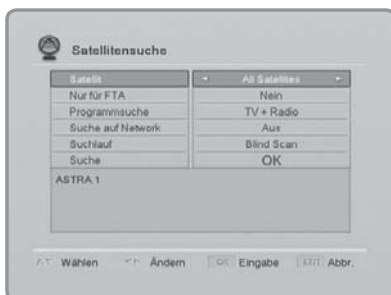 Satellitensuche
Satellit All Satellites
Nur für FTA Nein
Programmsuche TV + Radio
Suche auf Network Aus
Suchlauf Blind Scan
Suche OK
ASTRA 1
Wählen Ändern OK Eingabe EXIT Abbr.